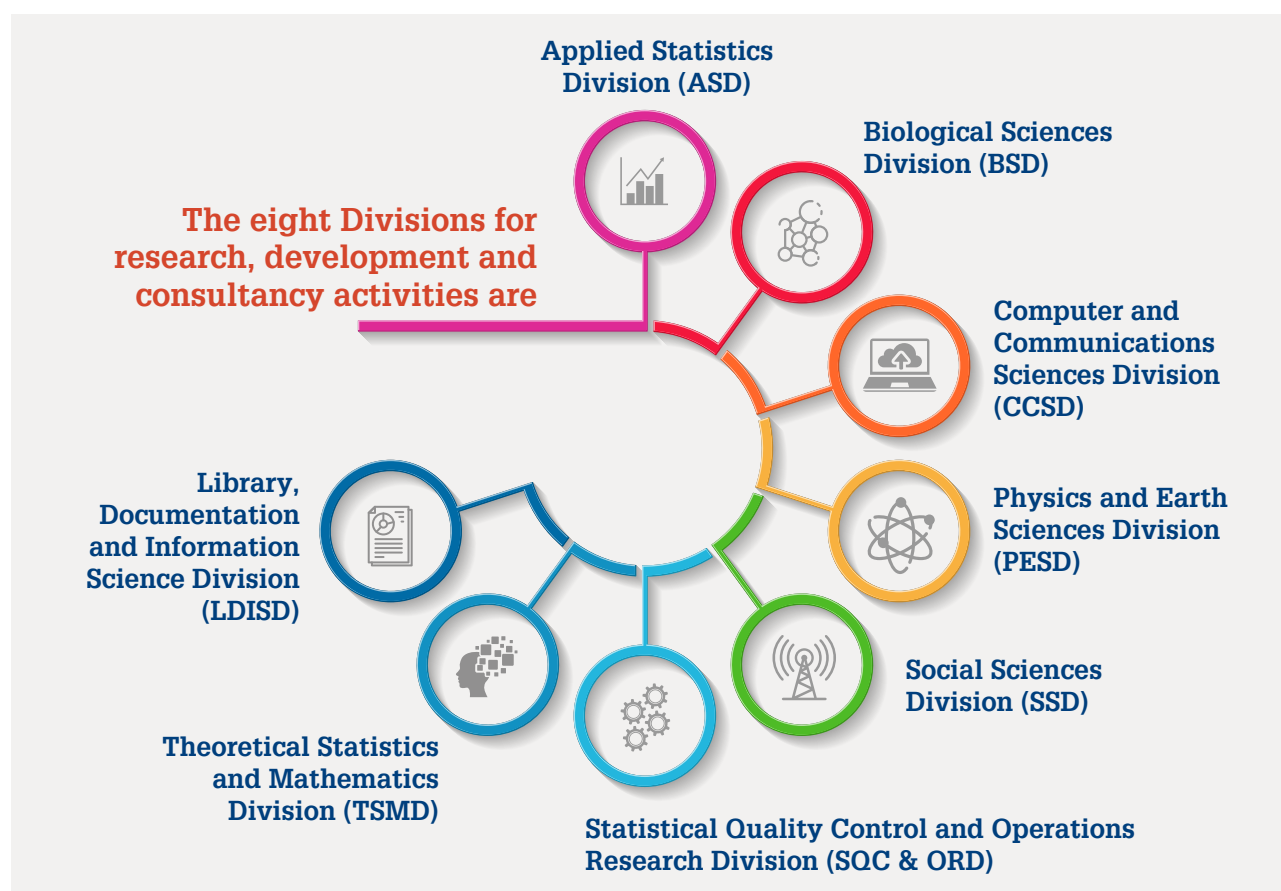 The eight Divisions for
research, development and
consultancy activities are
Applied Statistics
Division (ASD)
Biological Sciences
Division (BSD)
Computer and
Communications
Sciences Division
(CCSD)
Physics and Earth
Sciences Division
(PESD)
Social Sciences
Division (SSD)
Statistical Quality Control and Operations
Research Division (SQC & ORD)
Theoretical Statistics
and Mathematics
Division (TSMD)
Library,
Documentation
and Information
Science Division
(LDISD)